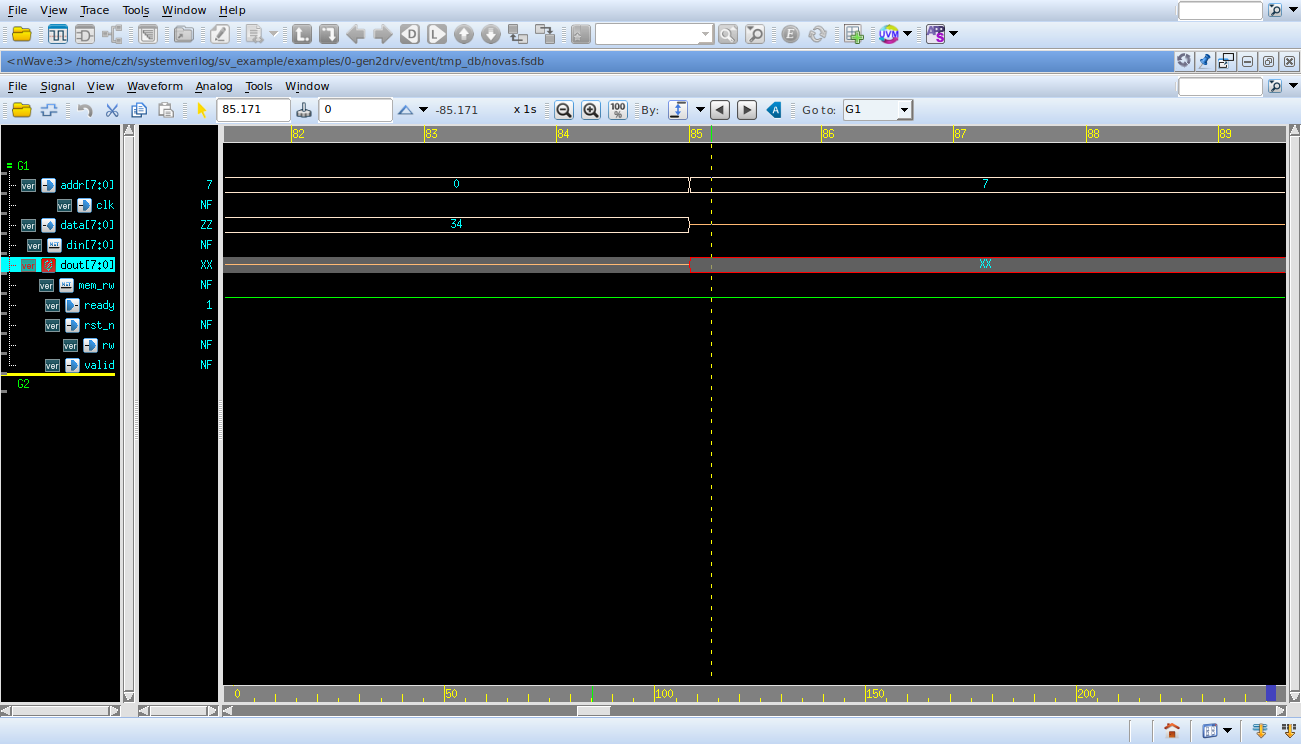 File View Trace Tools Window Help
<nWave:3> /home/czh/systemverilog/sv_example/examples/0-gen2drv/event/tmp_db/novas.fsdb
File Signal View Waveform Analog Tools Window
85.171 0 -85.171 x 1s 100 % By: Go to: G1
82 83 84 85 86 87 88 89
G1
ver addr[7:0] 7 0 7
ver clk NF
ver data[7:0] ZZ 34
ver din[7:0] NF
ver dout[7:0] XX XX
ver mem_rw NF
ver ready 1
ver rst_n NF
ver rw NF
ver valid NF
G2
0 50 100 150 200